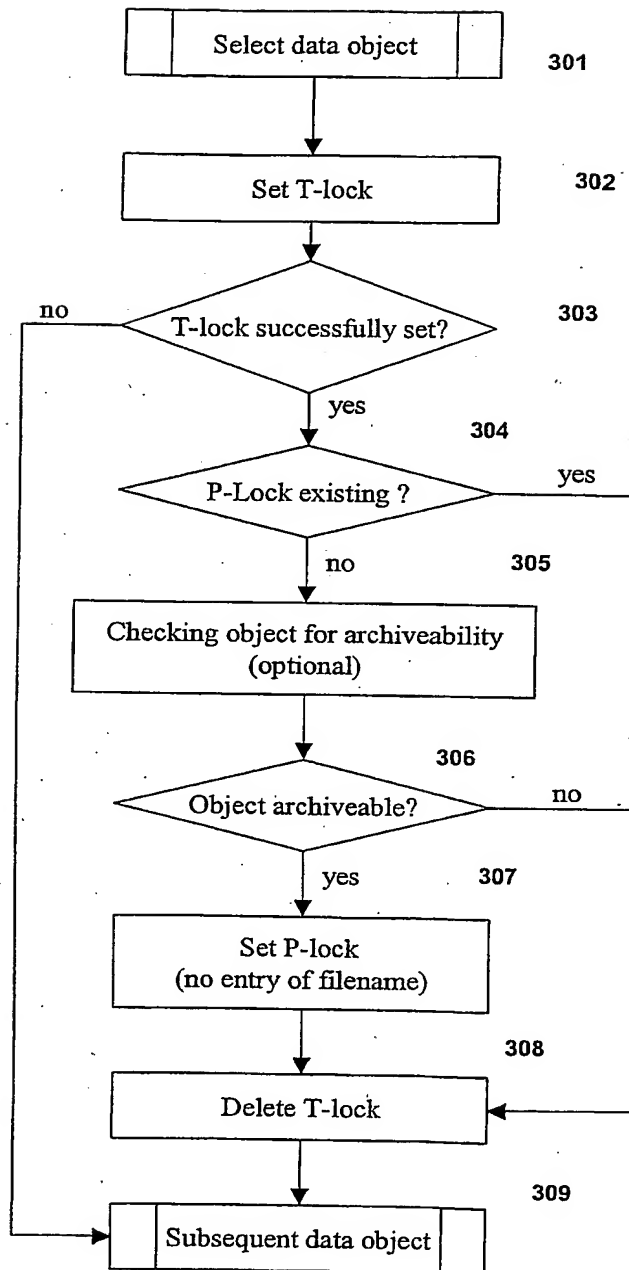 Select data object
301
Set T-lock
302
no
T-lock successfully set?
303
yes
304
P-Lock existing ?
yes
no
305
Checking object for archiveability
(optional)
306
Object archiveable?
no
yes
307
Set P-lock
(no entry of filename)
308
Delete T-lock
309
Subsequent data object